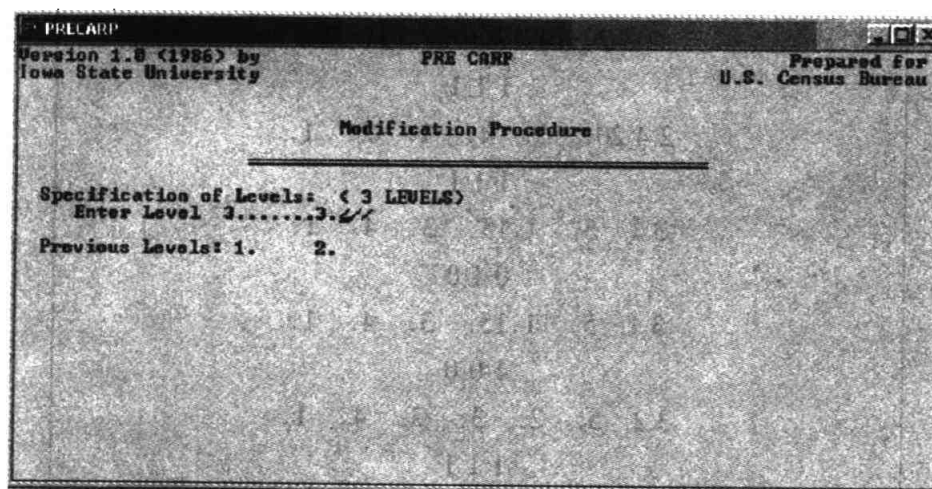 PRECARP
Version 1.0 (1986) by
Iowa State University
PRE CARP
Prepared for
U.S. Census Bureau
Modification Procedure
Specification of Levels: ( 3 LEVELS)
Enter Level 3.......3.
Previous Levels: 1. 2.